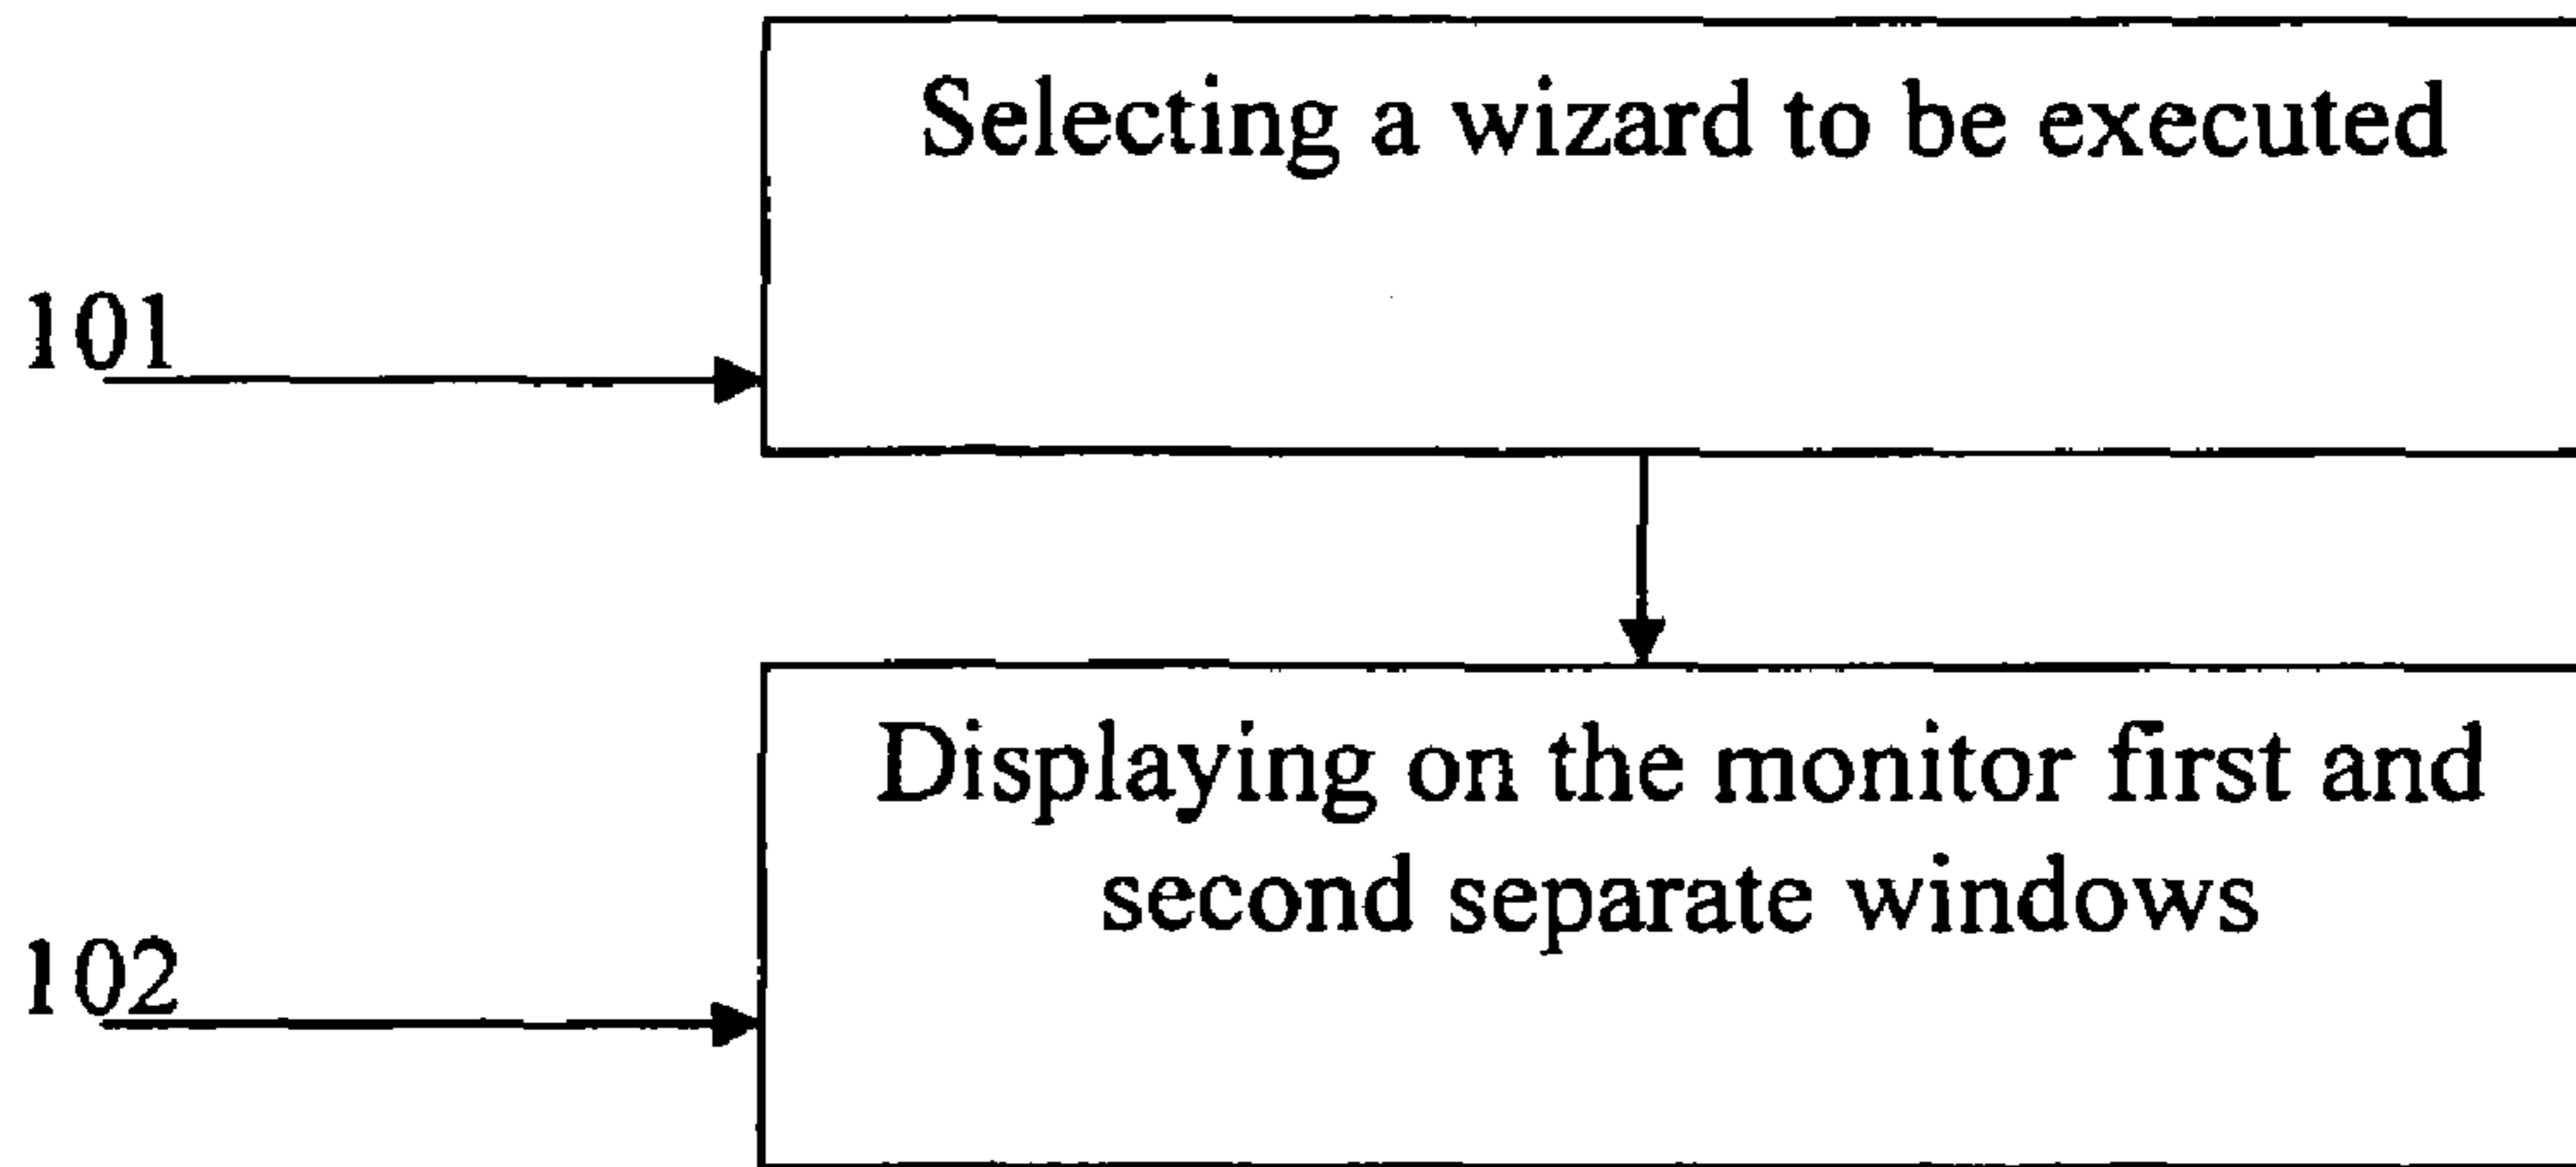 Selecting a wizard to be executed
101
Displaying on the monitor first and
second separate windows
102